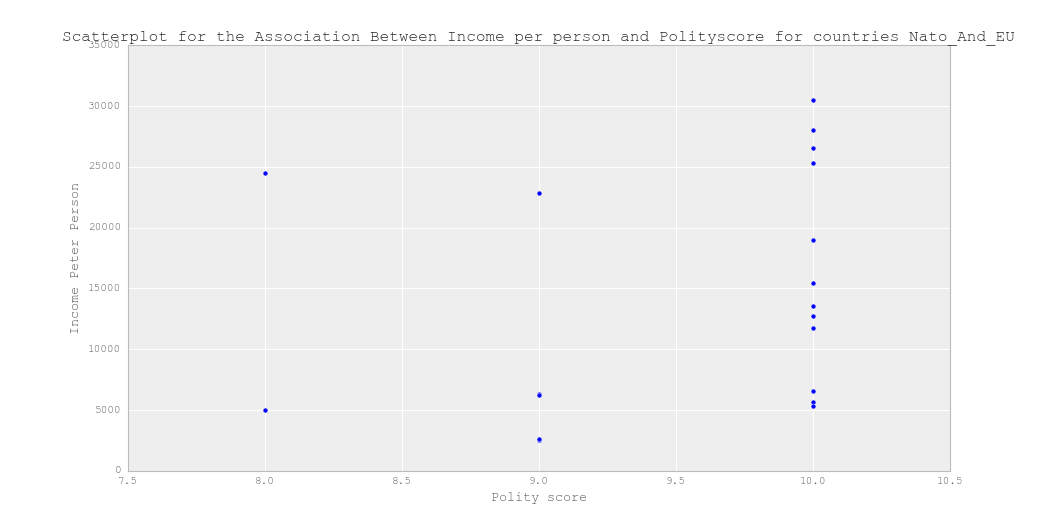 Scatterplot for the Association Between Income per person and Polityscore for countries Nato_And_EU
35000
30000
25000
20000
15000
10000
5000
0
Income Peter Person
7.5 8.0 8.5 9.0 9.5 10.0 10.5
Polity score